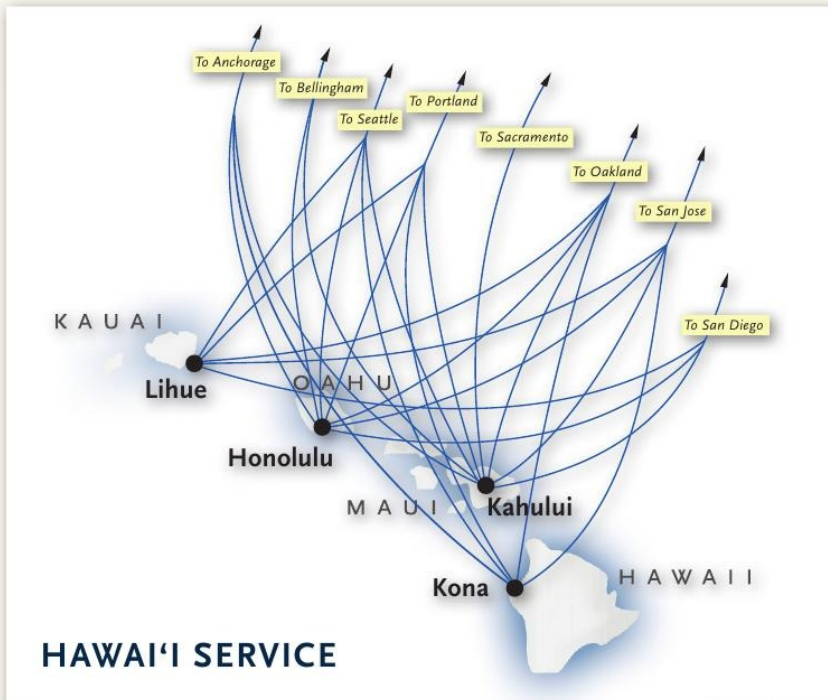 To Anchorage
To Bellingham
To Seattle
To Portland
To Sacramento
To Oakland
To San Jose
To San Diego
KAUAI
Lihue
OAHU
Honolulu
MAUI
Kahului
Kona
HAWAII
HAWAI‘I SERVICE